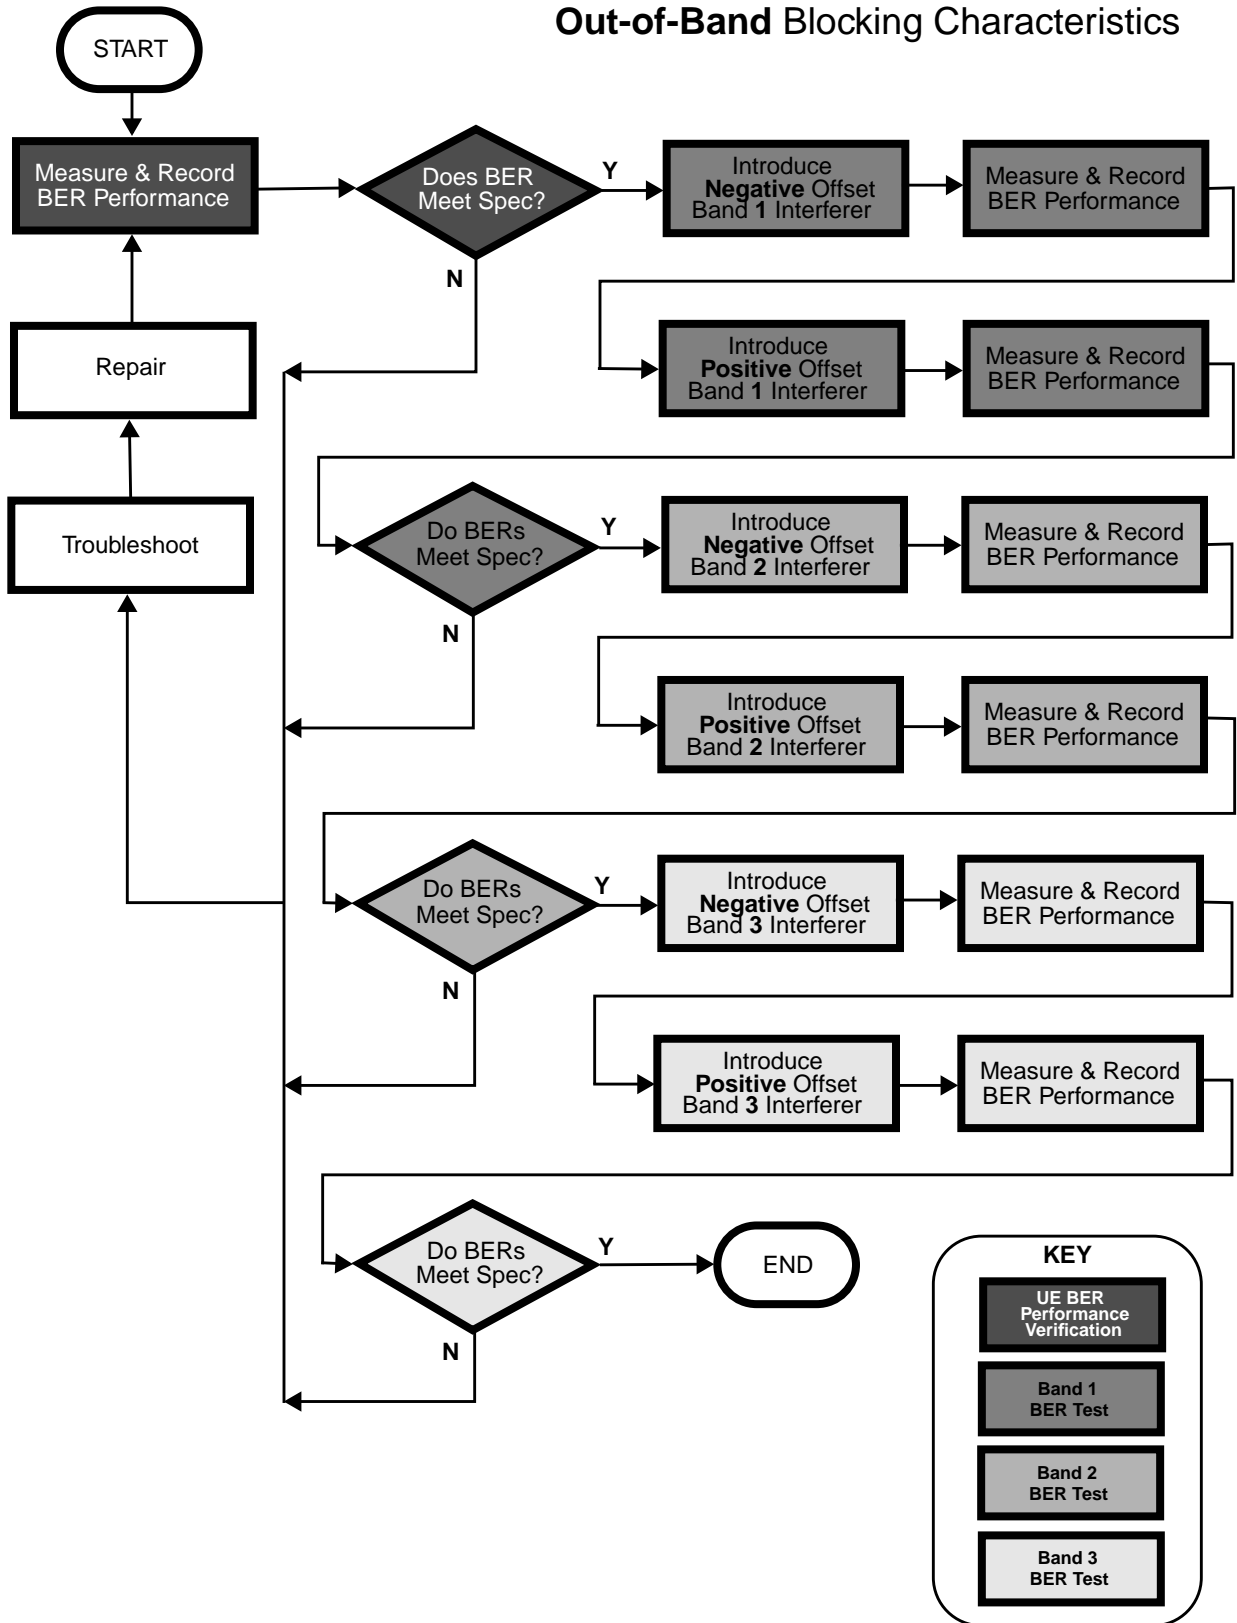 Out-of-Band Blocking Characteristics
START
Measure & Record
BER Performance
Does BER
Meet Spec?
Y
N
Introduce
Negative Offset
Band 1 Interferer
Measure & Record
BER Performance
Repair
Introduce
Positive Offset
Band 1 Interferer
Measure & Record
BER Performance
Troubleshoot
Do BERs
Meet Spec?
Y
N
Introduce
Negative Offset
Band 2 Interferer
Measure & Record
BER Performance
Introduce
Positive Offset
Band 2 Interferer
Measure & Record
BER Performance
Do BERs
Meet Spec?
Y
N
Introduce
Negative Offset
Band 3 Interferer
Measure & Record
BER Performance
Introduce
Positive Offset
Band 3 Interferer
Measure & Record
BER Performance
Do BERs
Meet Spec?
Y
N
END
KEY
UE BER
Performance
Verification
Band 1
BER Test
Band 2
BER Test
Band 3
BER Test